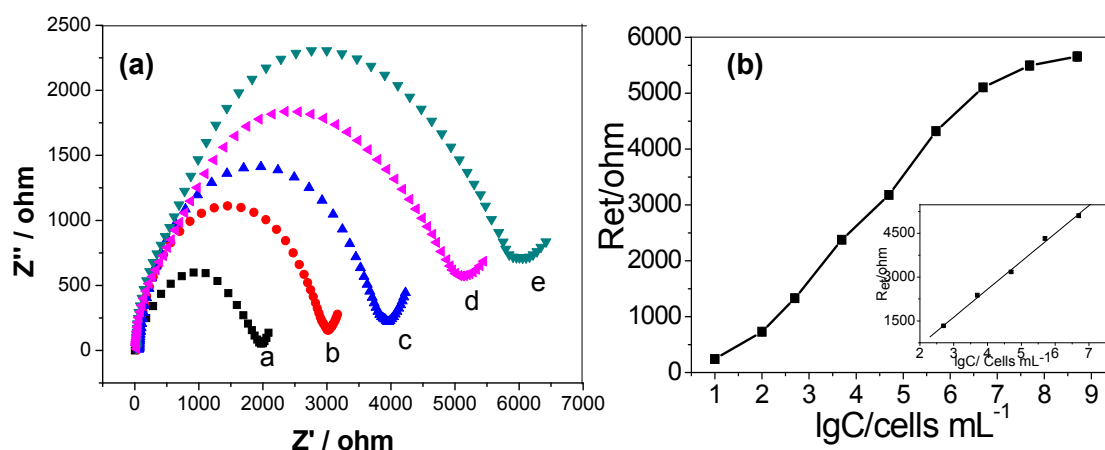 (a)
Z'' / ohm
2500
2000
1500
1000
500
0
a
b
c
d
e
0 1000 2000 3000 4000 5000 6000 7000
Z' / ohm
(b)
Ret/ohm
6000
5000
4000
3000
2000
1000
0
1 2 3 4 5 6 7 8 9
lgC/cells mL⁻¹
Ret/ohm
4500
3000
1500
2 3 4 5 6 7
lgC/ Cells mL⁻¹